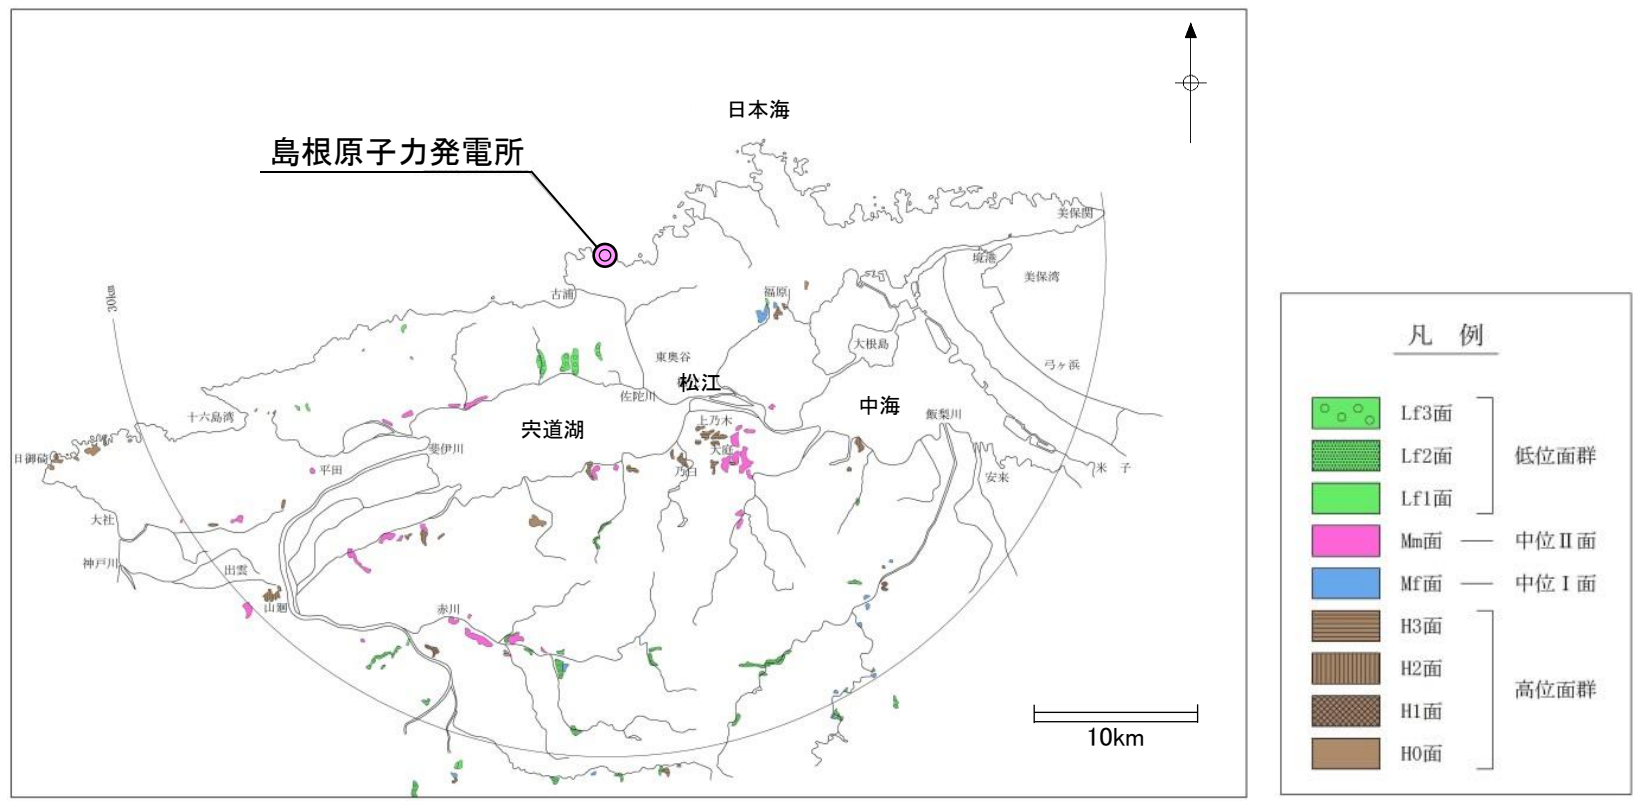 日本海
島根原子力発電所
美保関
境港
美保湾
30km
古浦
福原
大根島
東奥谷
弓ヶ浜
松江
佐陀川
中海
十六島湾
上乃木
飯梨川
宍道湖
斐伊川
大庭
日御碕
平田
乃白
安来
米子
大社
神戸川
出雲
山廻
赤川
10km
凡例
Lf3面
Lf2面
低位面群
Lf1面
Mm面
中位Ⅱ面
Mf面
中位Ⅰ面
H3面
H2面
高位面群
H1面
H0面